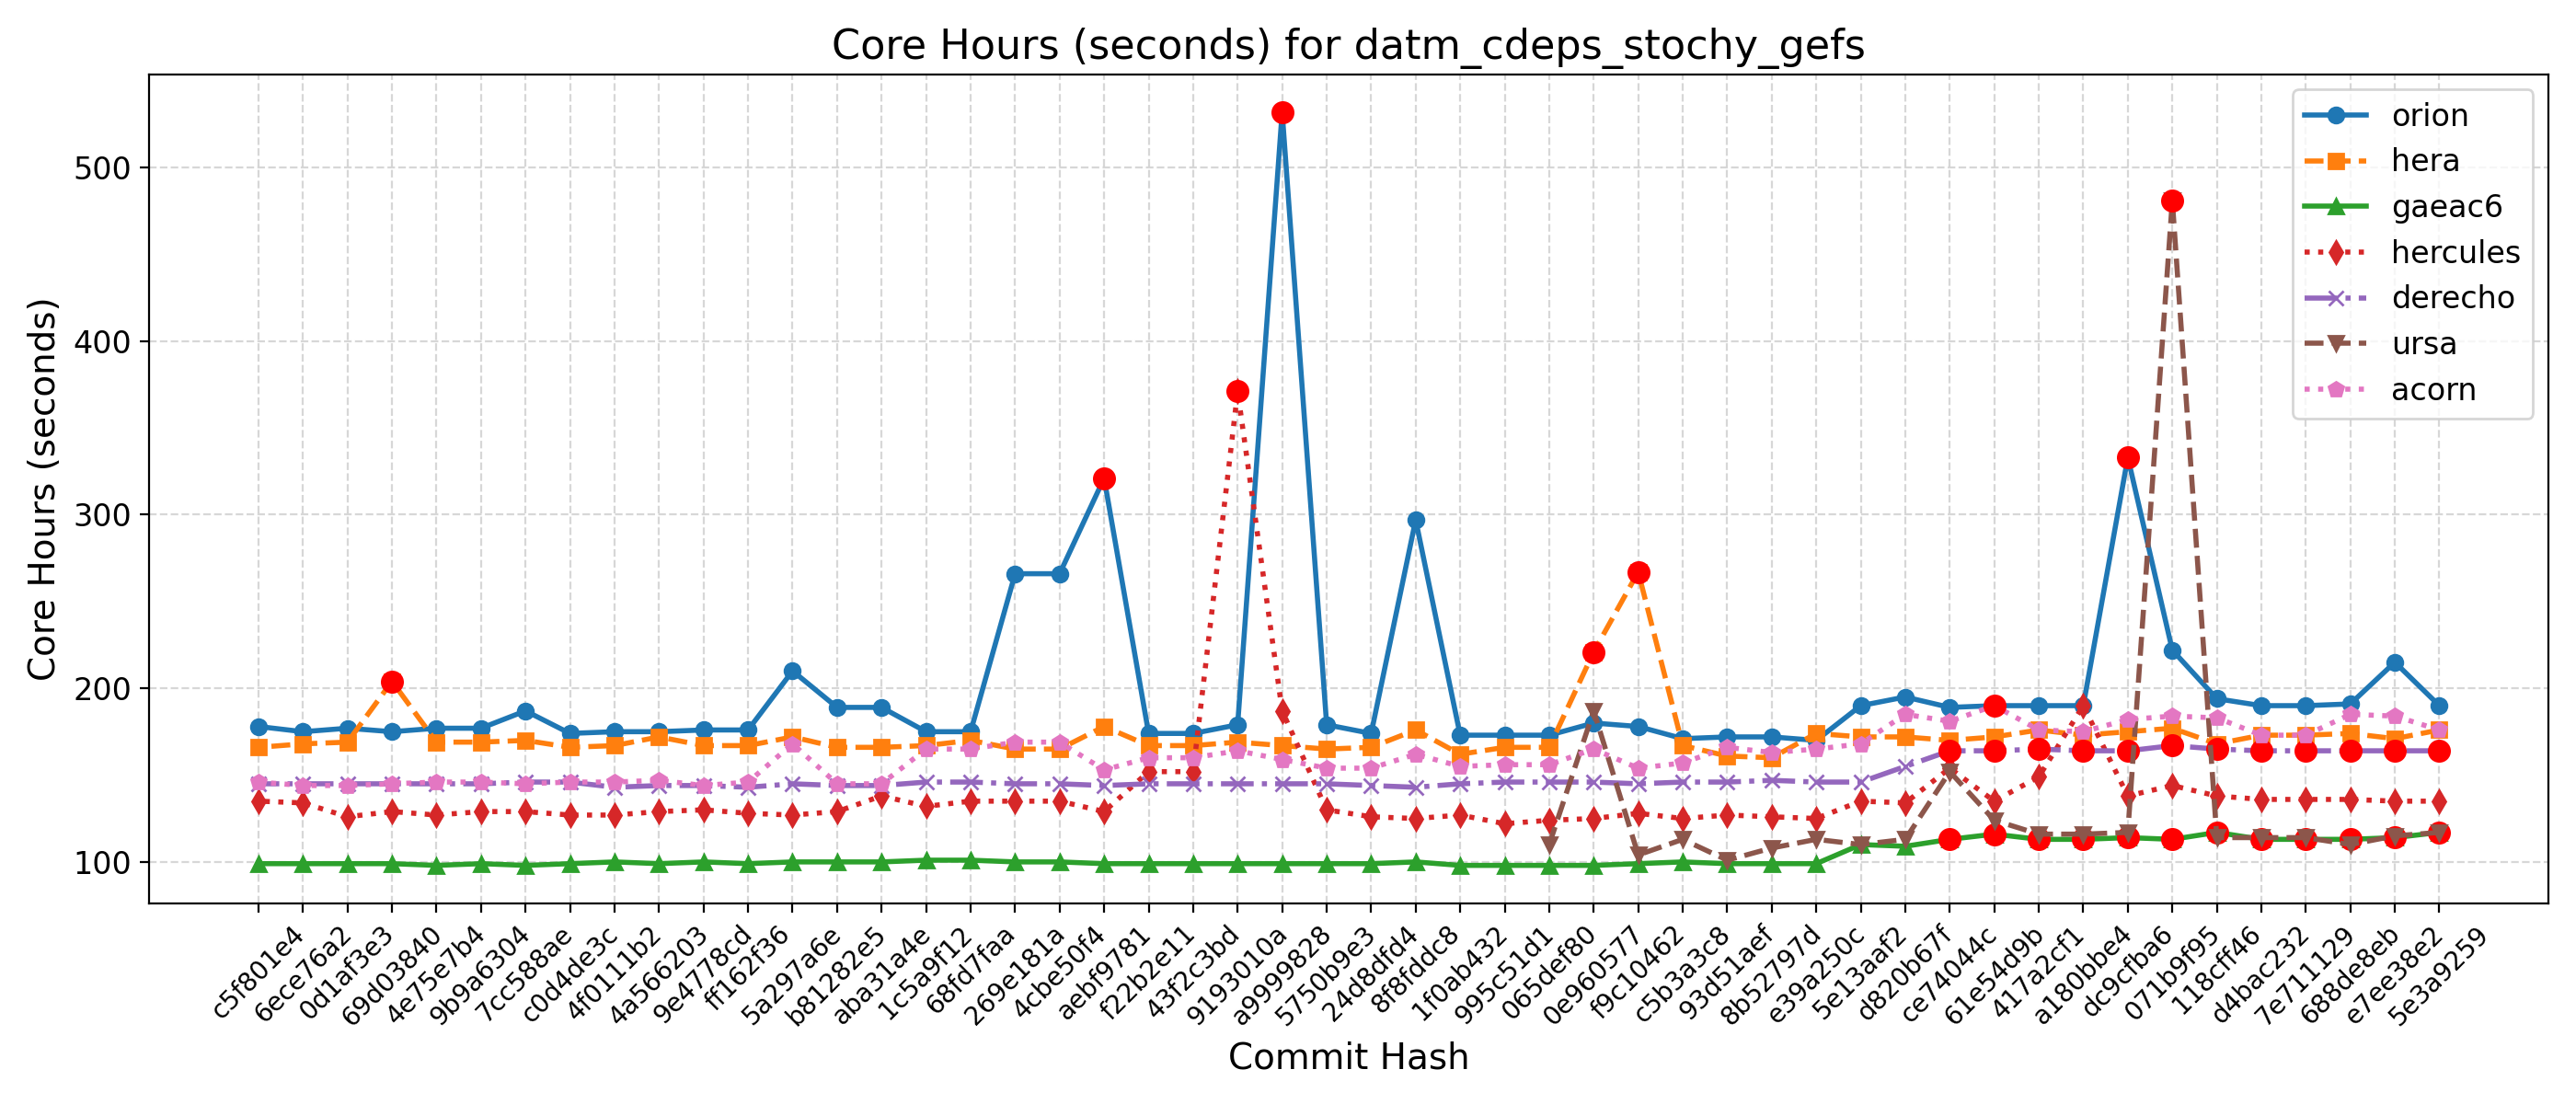 Core Hours (seconds) for datm_cdeps_stochy_gefs
Core Hours (seconds)
500
400
300
200
100
orion
hera
gaeac6
hercules
derecho
ursa
acorn
c5f801e4
6ece76a2
0d1af3e3
69d03840
4e75e7b4
9b9a6304
7cc588ae
c0d4de3c
4f0111b2
4a566203
9e4778cd
ff162f36
5a297a6e
b81282e5
aba31a4e
1c5a9f12
68fd7faa
269e181a
4cbe50f4
aebf9781
f22b2e11
43f2c3bd
9193010a
a9999828
5750b9e3
24d8dfd4
8f8fddc8
1f0ab432
995c51d1
065def80
0e960577
f9c10462
c5b3a3c8
93d51aef
8b52797d
e39a250c
5e13aaf2
d820b67f
ce74044c
61e54d9b
417a2cf1
a180bbe4
dc9cfba6
071b9f95
118cff46
d4bac232
7e711129
688de8eb
e7ee38e2
5e3a9259
Commit Hash